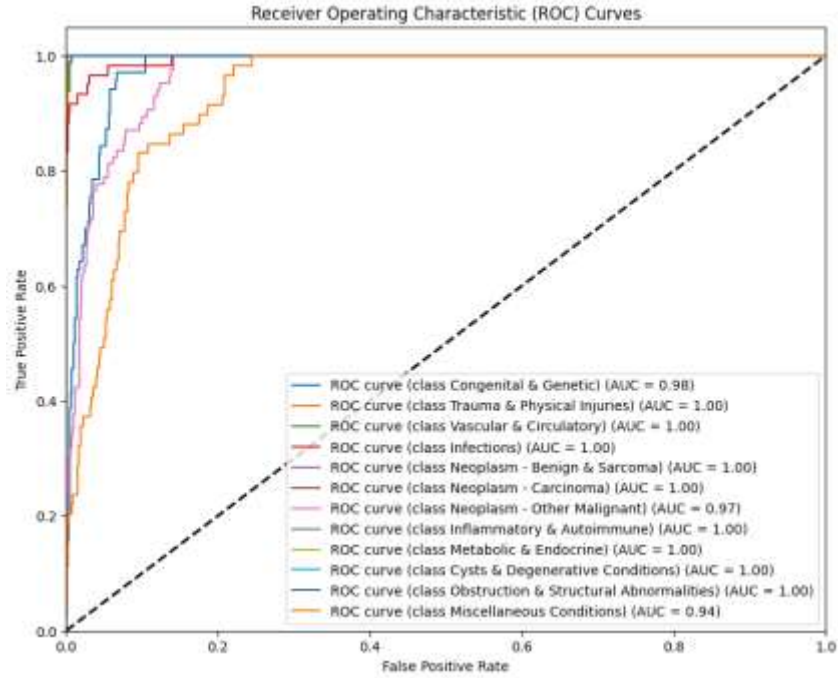 Receiver Operating Characteristic (ROC) Curves
1.0
0.8
0.6
0.4
0.2
0.0
True Positive Rate
ROC curve (class Congenital & Genetic) (AUC = 0.98)
ROC curve (class Trauma & Physical Injuries) (AUC = 1.00)
ROC curve (class Vascular & Circulatory) (AUC = 1.00)
ROC curve (class Infections) (AUC = 1.00)
ROC curve (class Neoplasm - Benign & Sarcoma) (AUC = 1.00)
ROC curve (class Neoplasm - Carcinoma) (AUC = 1.00)
ROC curve (class Neoplasm - Other Malignant) (AUC = 0.97)
ROC curve (class Inflammatory & Autoimmune) (AUC = 1.00)
ROC curve (class Metabolic & Endocrine) (AUC = 1.00)
ROC curve (class Cysts & Degenerative Conditions) (AUC = 1.00)
ROC curve (class Obstruction & Structural Abnormalities) (AUC = 1.00)
ROC curve (class Miscellaneous Conditions) (AUC = 0.94)
0.0 0.2 0.4 0.6 0.8 1.0
False Positive Rate